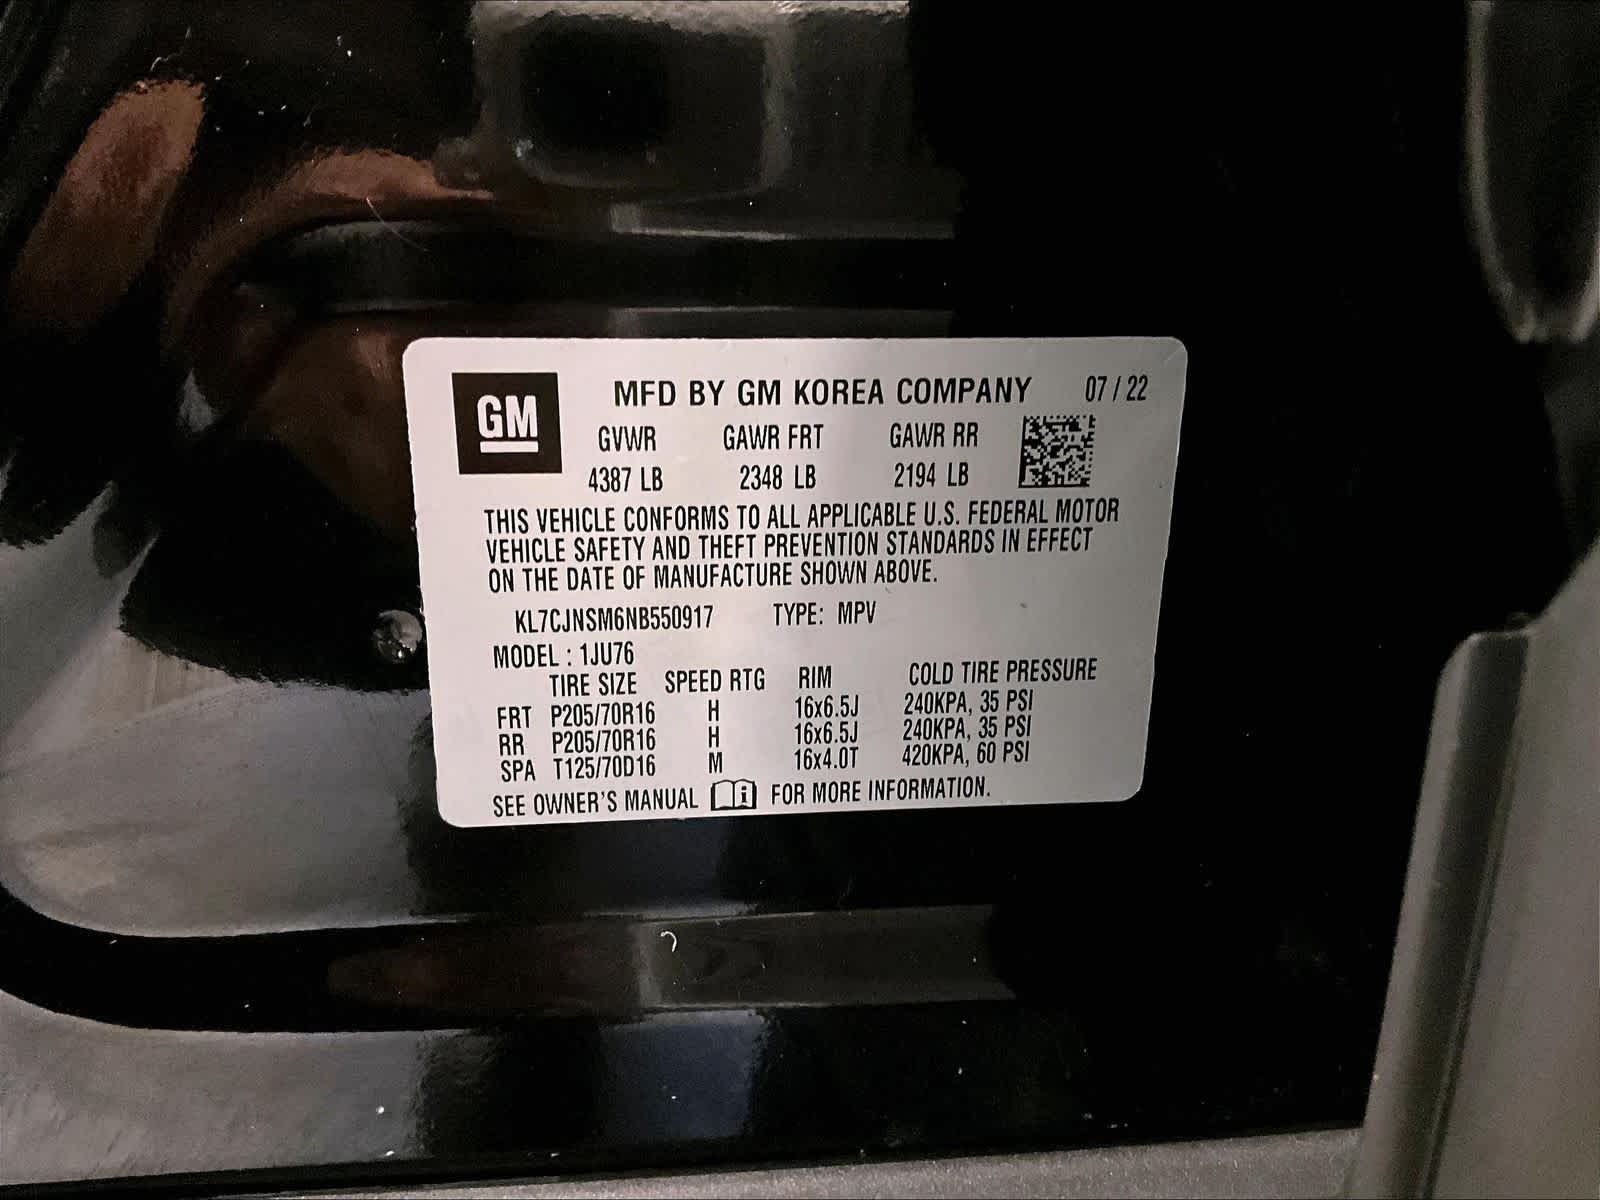 GM
MFD BY GM KOREA COMPANY 07 / 22
GVWR GAWR FRT GAWR RR
4387 LB 2348 LB 2194 LB
THIS VEHICLE CONFORMS TO ALL APPLICABLE U.S. FEDERAL MOTOR
VEHICLE SAFETY AND THEFT PREVENTION STANDARDS IN EFFECT
ON THE DATE OF MANUFACTURE SHOWN ABOVE.
KL7CJNSM6NB550917 TYPE: MPV
MODEL : 1JU76
TIRE SIZE SPEED RTG RIM COLD TIRE PRESSURE
FRT P205/70R16 H 16x6.5J 240KPA, 35 PSI
RR P205/70R16 H 16x6.5J 240KPA, 35 PSI
SPA T125/70D16 M 16x4.0T 420KPA, 60 PSI
SEE OWNER'S MANUAL i FOR MORE INFORMATION.